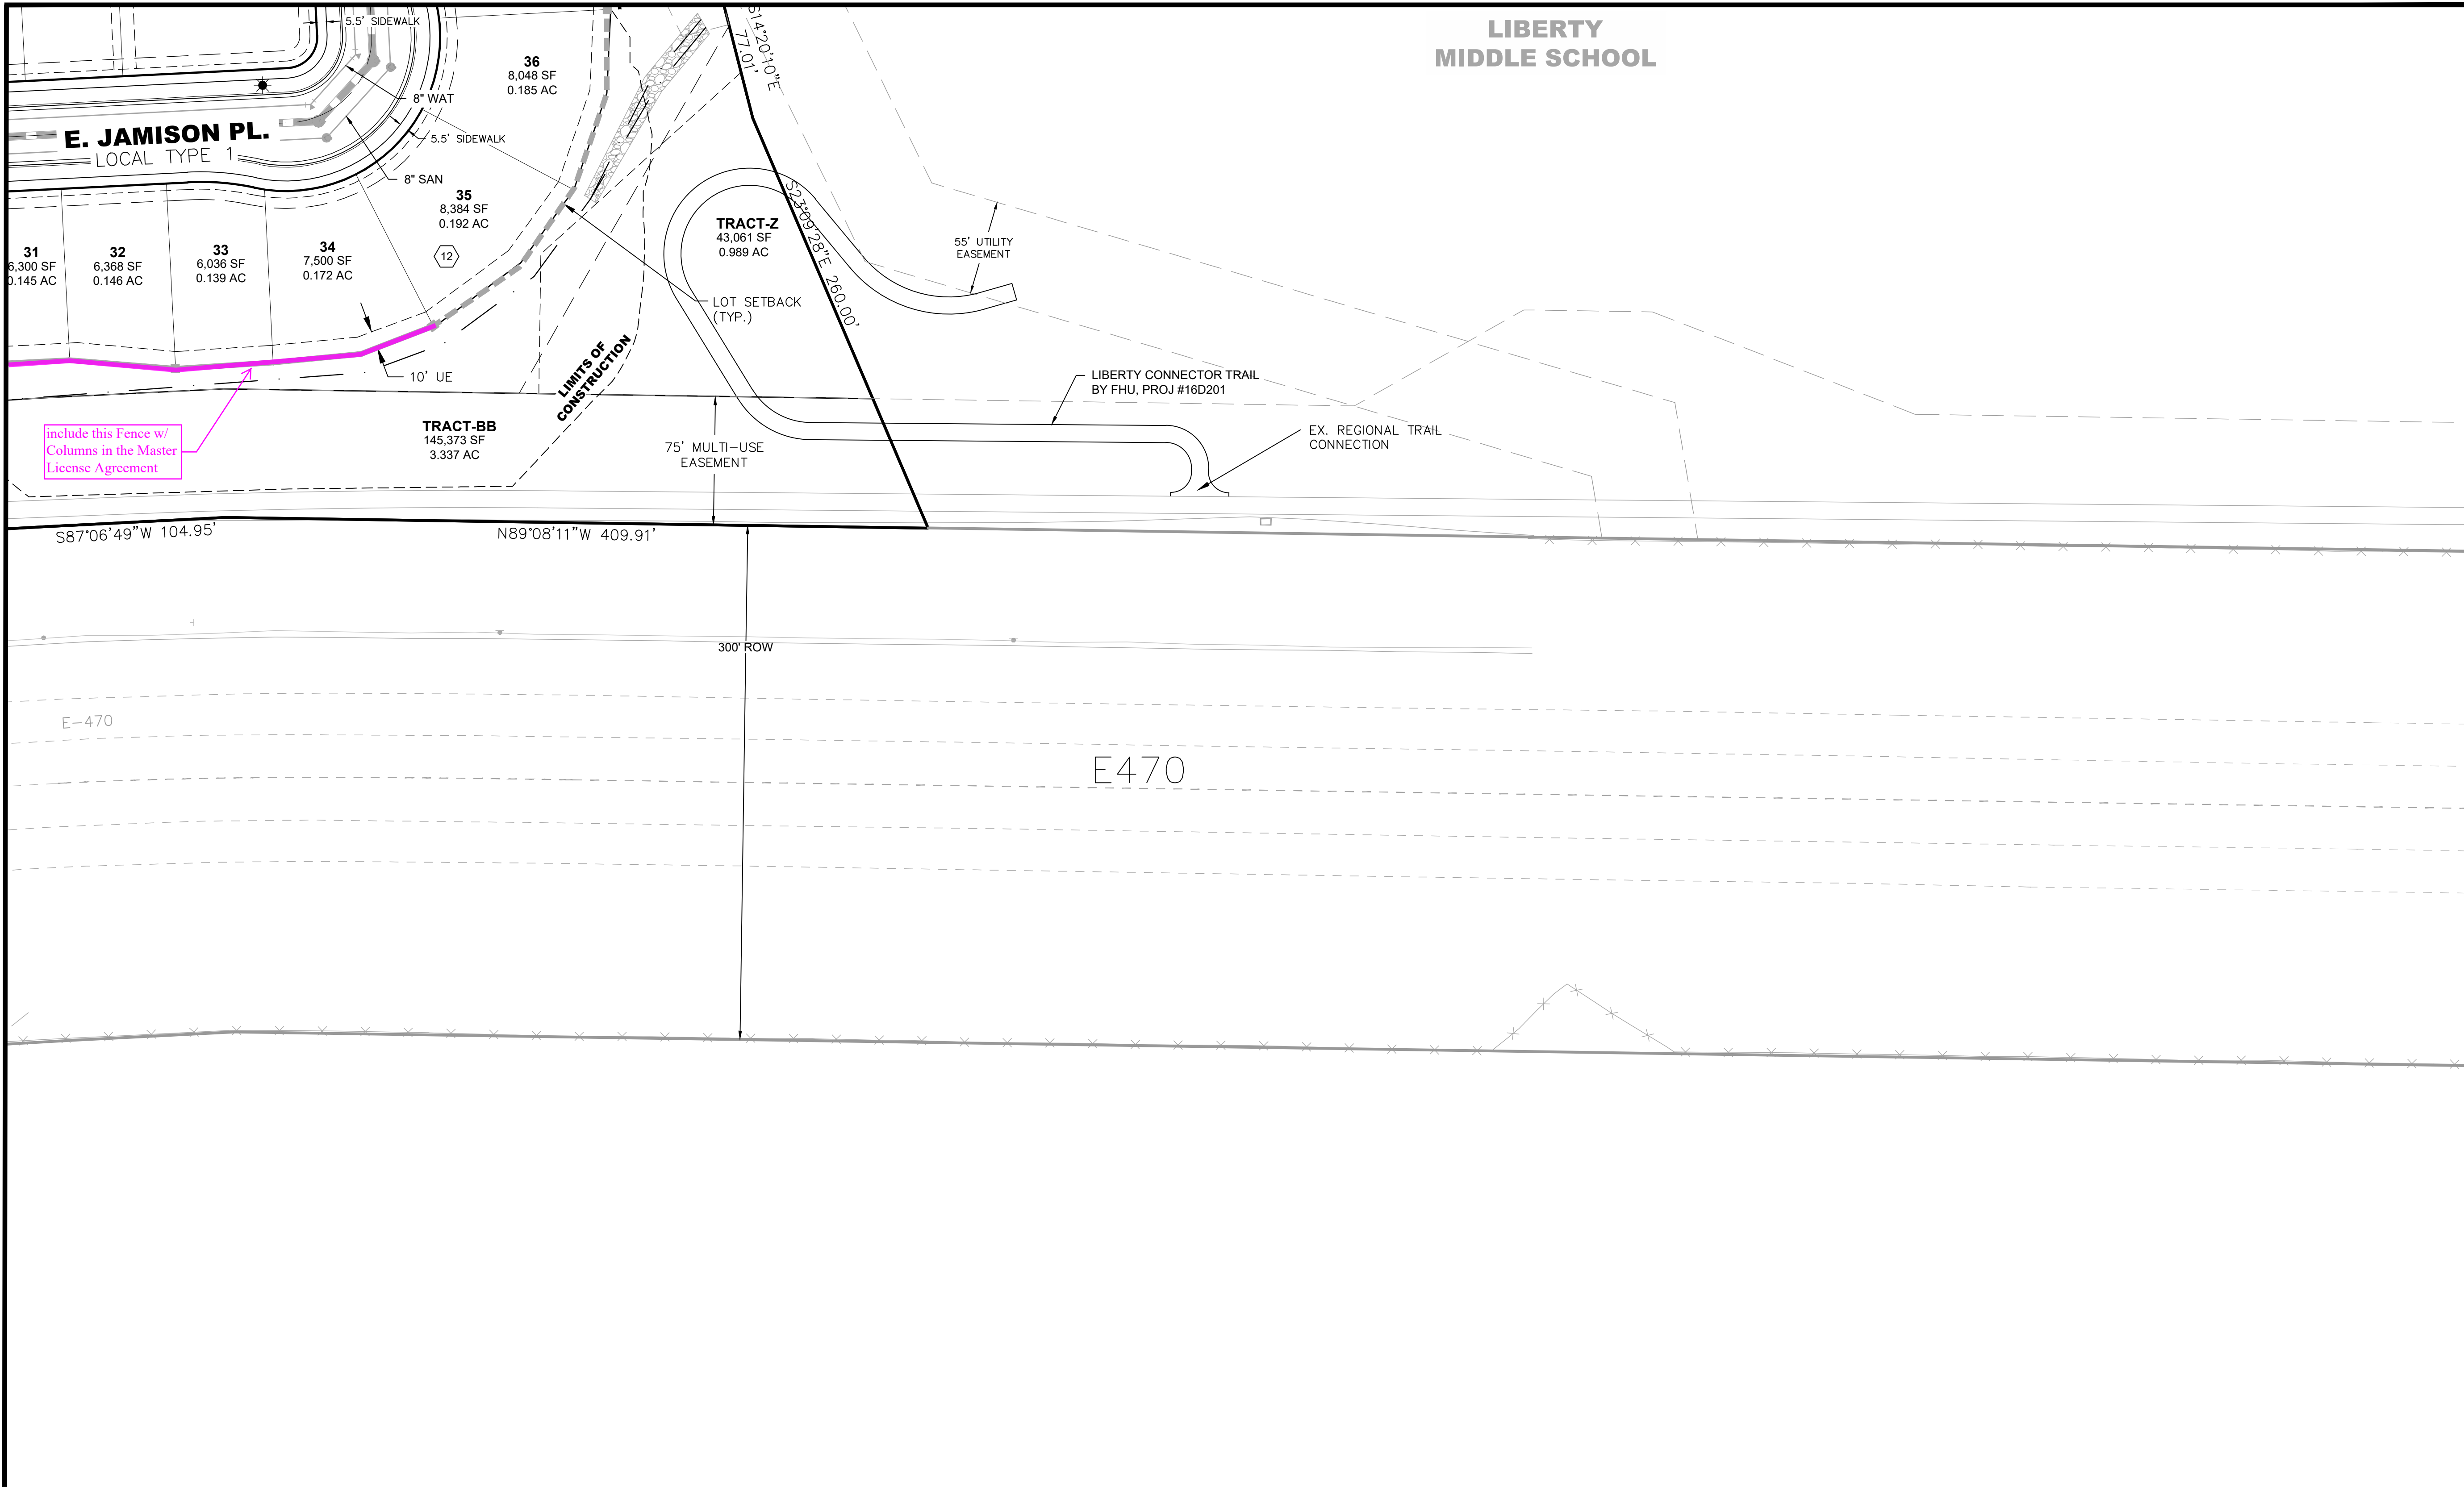 LIBERTY
MIDDLE SCHOOL
5.5' SIDEWALK
36
8,048 SF
0.185 AC
S14°20'10"E
77.01'
8" WAT
E. JAMISON PL.
LOCAL TYPE 1
5.5' SIDEWALK
8" SAN
35
8,384 SF
0.192 AC
12
31
6,300 SF
0.145 AC
32
6,368 SF
0.146 AC
33
6,036 SF
0.139 AC
34
7,500 SF
0.172 AC
TRACT-Z
43,061 SF
0.989 AC
S23°09'28"E 260.00'
55' UTILITY
EASEMENT
LOT SETBACK
(TYP.)
LIMITS OF
CONSTRUCTION
10' UE
LIBERTY CONNECTOR TRAIL
BY FHU, PROJ #16D201
include this Fence w/
Columns in the Master
License Agreement
TRACT-BB
145,373 SF
3.337 AC
75' MULTI-USE
EASEMENT
EX. REGIONAL TRAIL
CONNECTION
S87°06'49"W 104.95'
N89°08'11"W 409.91'
300' ROW
E-470
E470